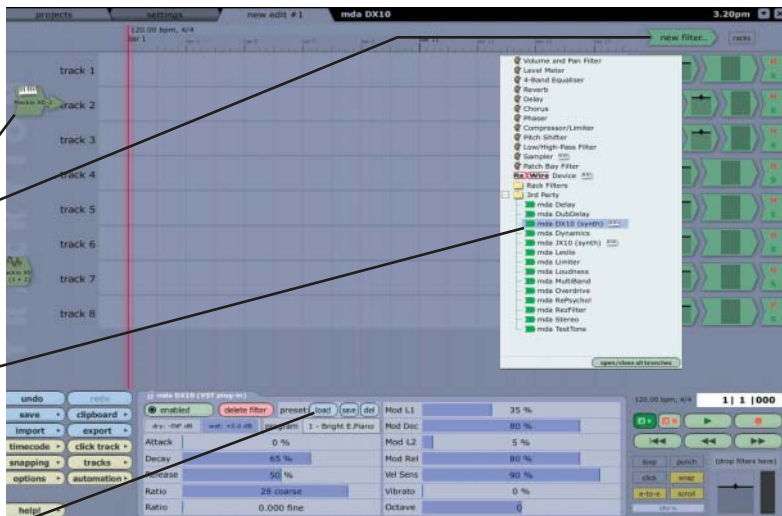 projects settings new edit #1 mda DX10 3.20pm
120.00 bpm, 4/4
bar 1
new filter... racks
track 1
track 2
track 3
track 4
track 5
track 6
track 7
track 8
Volume and Pan Filter
Level Meter
4-Band Equaliser
Reverb
Delay
Chorus
Phaser
Compressor/Limiter
Pitch Shifter
Low/High-Pass Filter
Sampler
Patch Bay Filter
ReWire Device
Rack Filters
3rd Party
mda Delay
mda DubDelay
mda DX10 (synth)
mda Dynamics
mda JX10 (synth)
mda Leslie
mda Limiter
mda Loudness
mda MultiBand
mda Overdrive
mda RePsycho!
mda RezFilter
mda Stereo
mda TestTone
open/close all branches
undo redo
save clipboard
import export
timecode click track
snapping tracks
options automation
help!
mda DX10 (VST plug-in)
enabled delete filter preset: load save del
dry: -INF dB wet: +0.0 dB program 1 - Bright E.Piano
Attack 0 %
Decay 65 %
Release 50 %
Ratio 28 coarse
Ratio 0.000 fine
Mod L1 35 %
Mod Dec 80 %
Mod L2 5 %
Mod Rel 80 %
Vel Sens 90 %
Vibrato 0 %
Octave 0
120.00 bpm, 4/4 1| 1 |000
loop punch (drop filters here)
click snap
a-to-e scroll